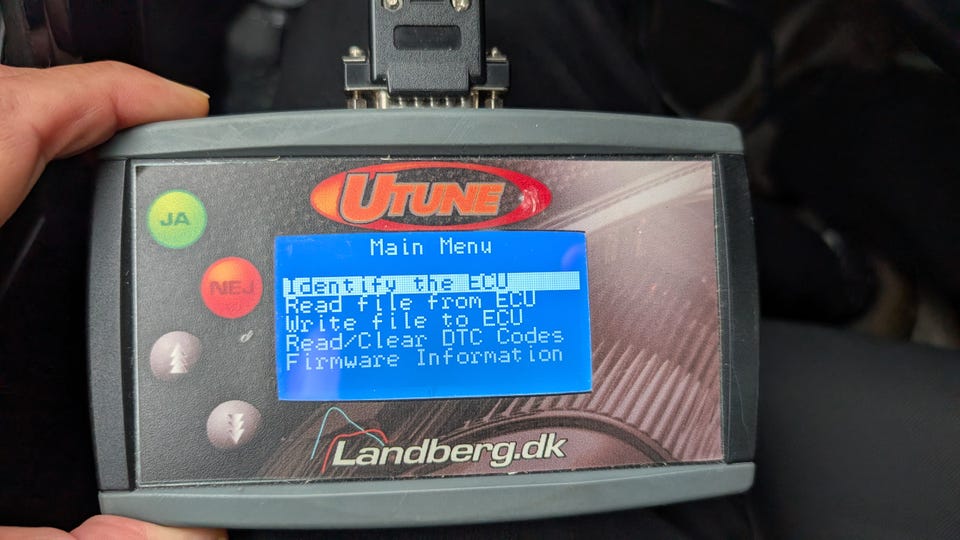 UTUNE
JA
NEJ
Main Menu
Identify the ECU
Read file from ECU
Write file to ECU
Read/Clear DTC Codes
Firmware Information
Landberg.dk